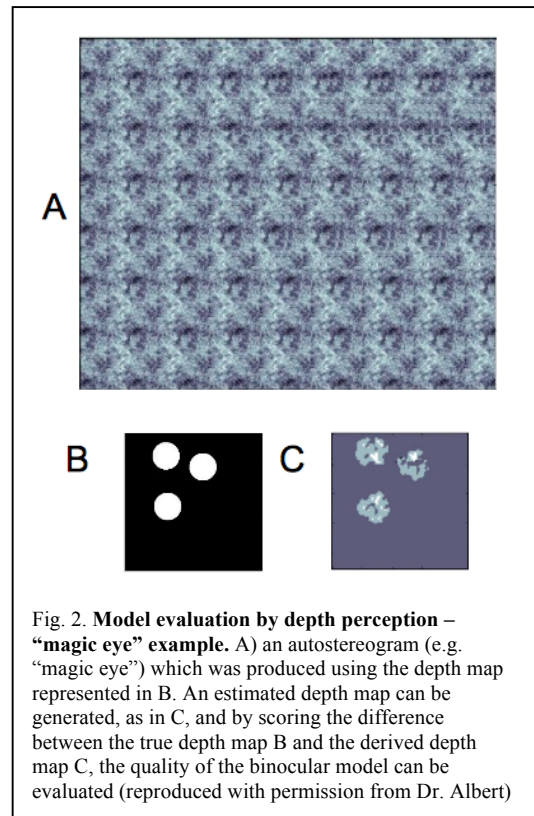 A
B
C
Fig. 2. Model evaluation by depth perception –
“magic eye” example. A) an autostereogram (e.g.
“magic eye”) which was produced using the depth map
represented in B. An estimated depth map can be
generated, as in C, and by scoring the difference
between the true depth map B and the derived depth
map C, the quality of the binocular model can be
evaluated (reproduced with permission from Dr. Albert)